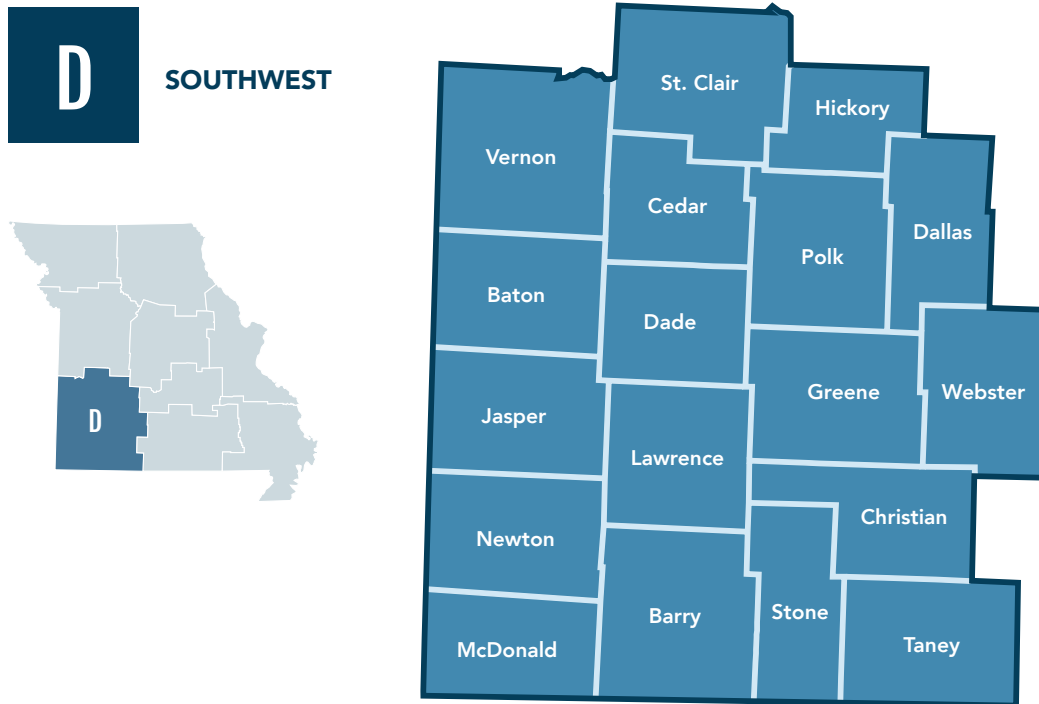 D
SOUTHWEST
D
St. Clair
Hickory
Vernon
Cedar
Dallas
Polk
Baton
Dade
Greene
Webster
Jasper
Lawrence
Christian
Newton
Stone
Barry
Taney
McDonald